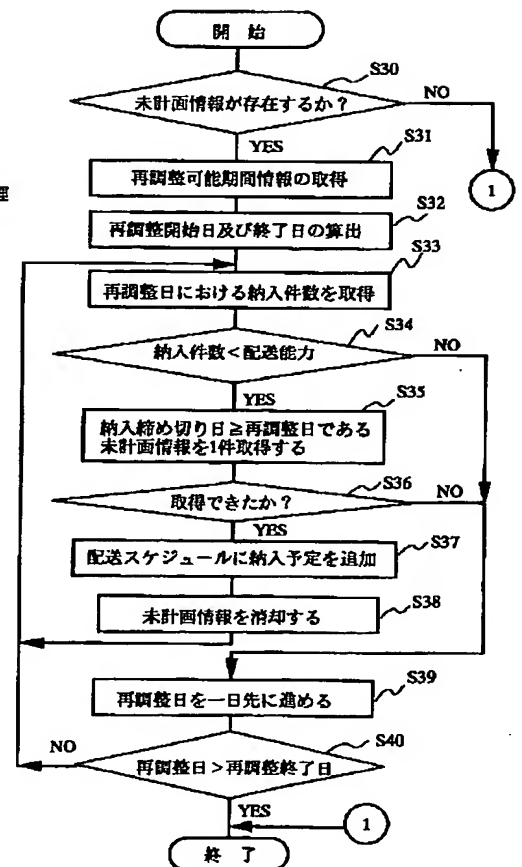 開 始
S30
未計画情報が存在するか？
NO
YES
S31
再調整可能期間情報の取得
1
理
S32
再調整開始日及び終了日の算出
S33
再調整日における納入件数を取得
S34
納入件数＜配送能力
NO
YES
S35
納入締め切り日≧再調整日である
未計画情報を1件取得する
S36
取得できたか？
NO
YES
S37
配送スケジュールに納入予定を追加
S38
未計画情報を消却する
S39
再調整日を一日先に進める
S40
NO
再調整日＞再調整終了日
YES
1
終 了